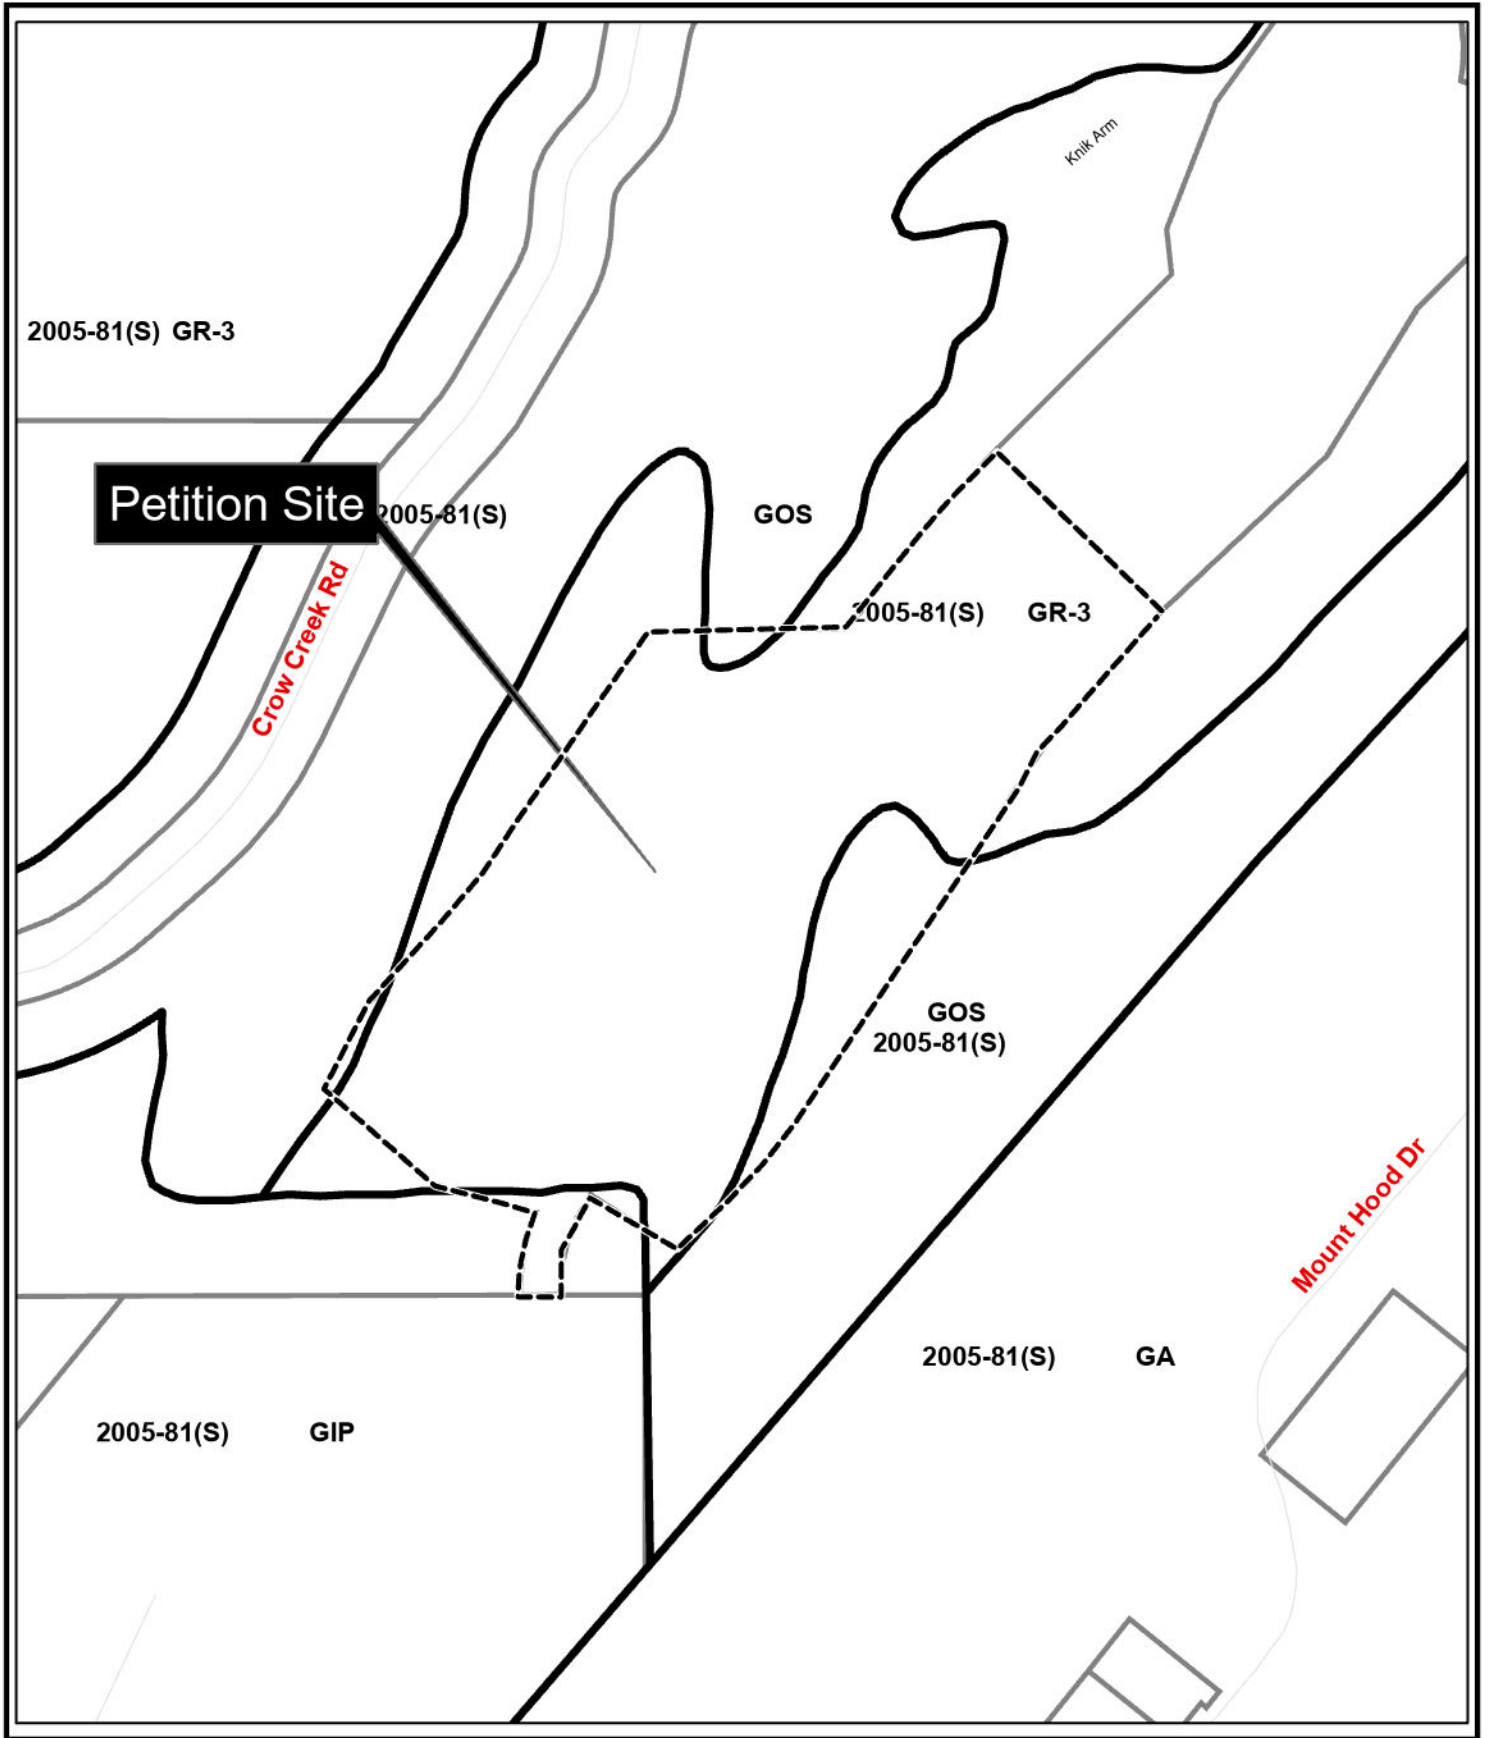 Knik Arm
2005-81(S) GR-3
Petition Site
2005-81(S)
GOS
Crow Creek Rd
2005-81(S) GR-3
GOS
2005-81(S)
Mount Hood Dr
2005-81(S) GA
2005-81(S) GIP